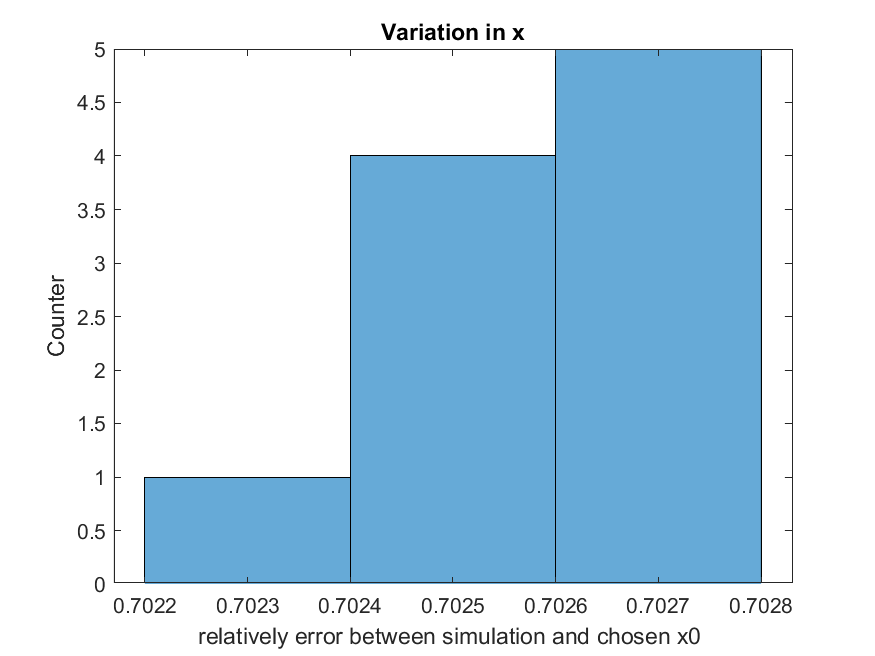 Variation in x
5
4.5
4
3.5
3
2.5
2
1.5
1
0.5
0
Counter
0.7022 0.7023 0.7024 0.7025 0.7026 0.7027 0.7028
relatively error between simulation and chosen x0